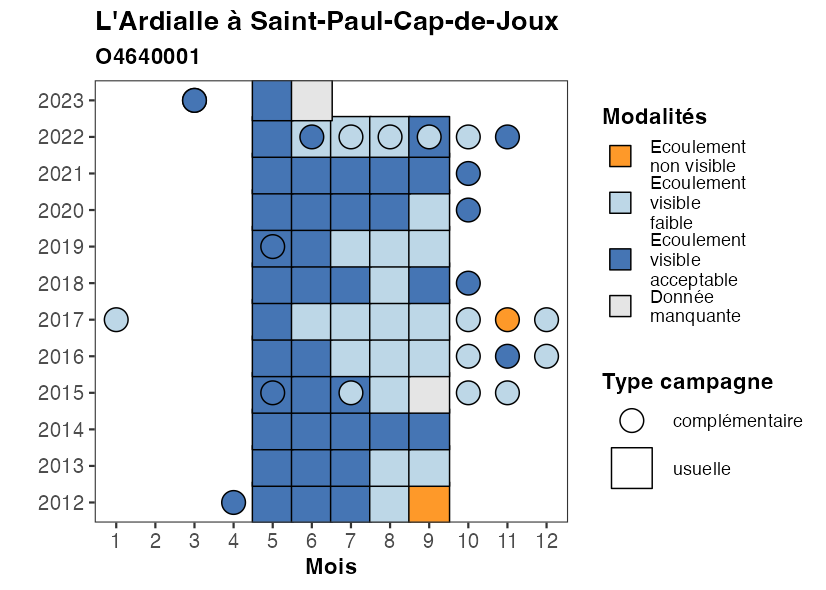 L'Ardialle à Saint-Paul-Cap-de-Joux
O4640001
2023
2022
2021
2020
2019
2018
2017
2016
2015
2014
2013
2012
1 2 3 4 5 6 7 8 9 10 11 12
Mois
Modalités
Ecoulement
non visible
Ecoulement
visible
faible
Ecoulement
visible
acceptable
Donnée
manquante
Type campagne
complémentaire
usuelle